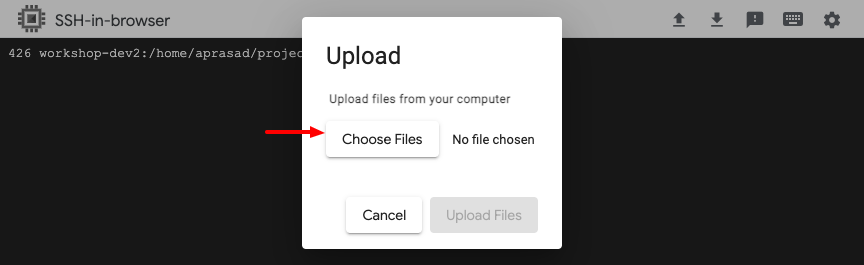 SSH-in-browser
426 workshop-dev2:/home/aprasad/projec
Upload
Upload files from your computer
Choose Files No file chosen
Cancel Upload Files